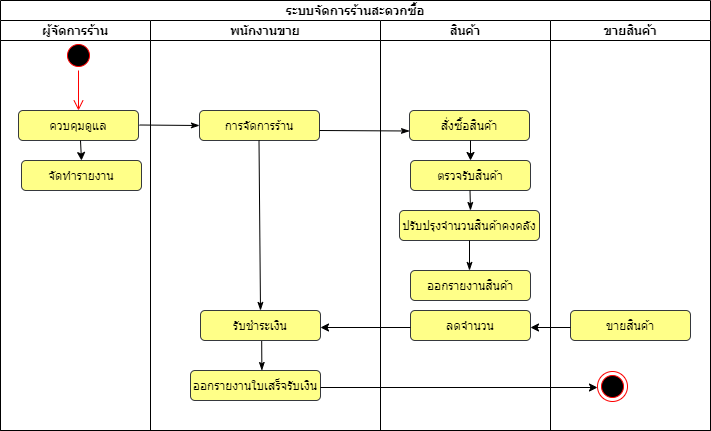 ระบบจัดการร้านสะดวกซื้อ
ผู้จัดการร้าน
พนักงานขาย
สินค้า
ขายสินค้า
ควบคุมดูแล
การจัดการร้าน
สั่งซื้อสินค้า
จัดทำรายงาน
ตรวจรับสินค้า
ปรับปรุงจำนวนสินค้าคงคลัง
ออกรายงานสินค้า
รับชำระเงิน
ลดจำนวน
ขายสินค้า
ออกรายงานใบเสร็จรับเงิน